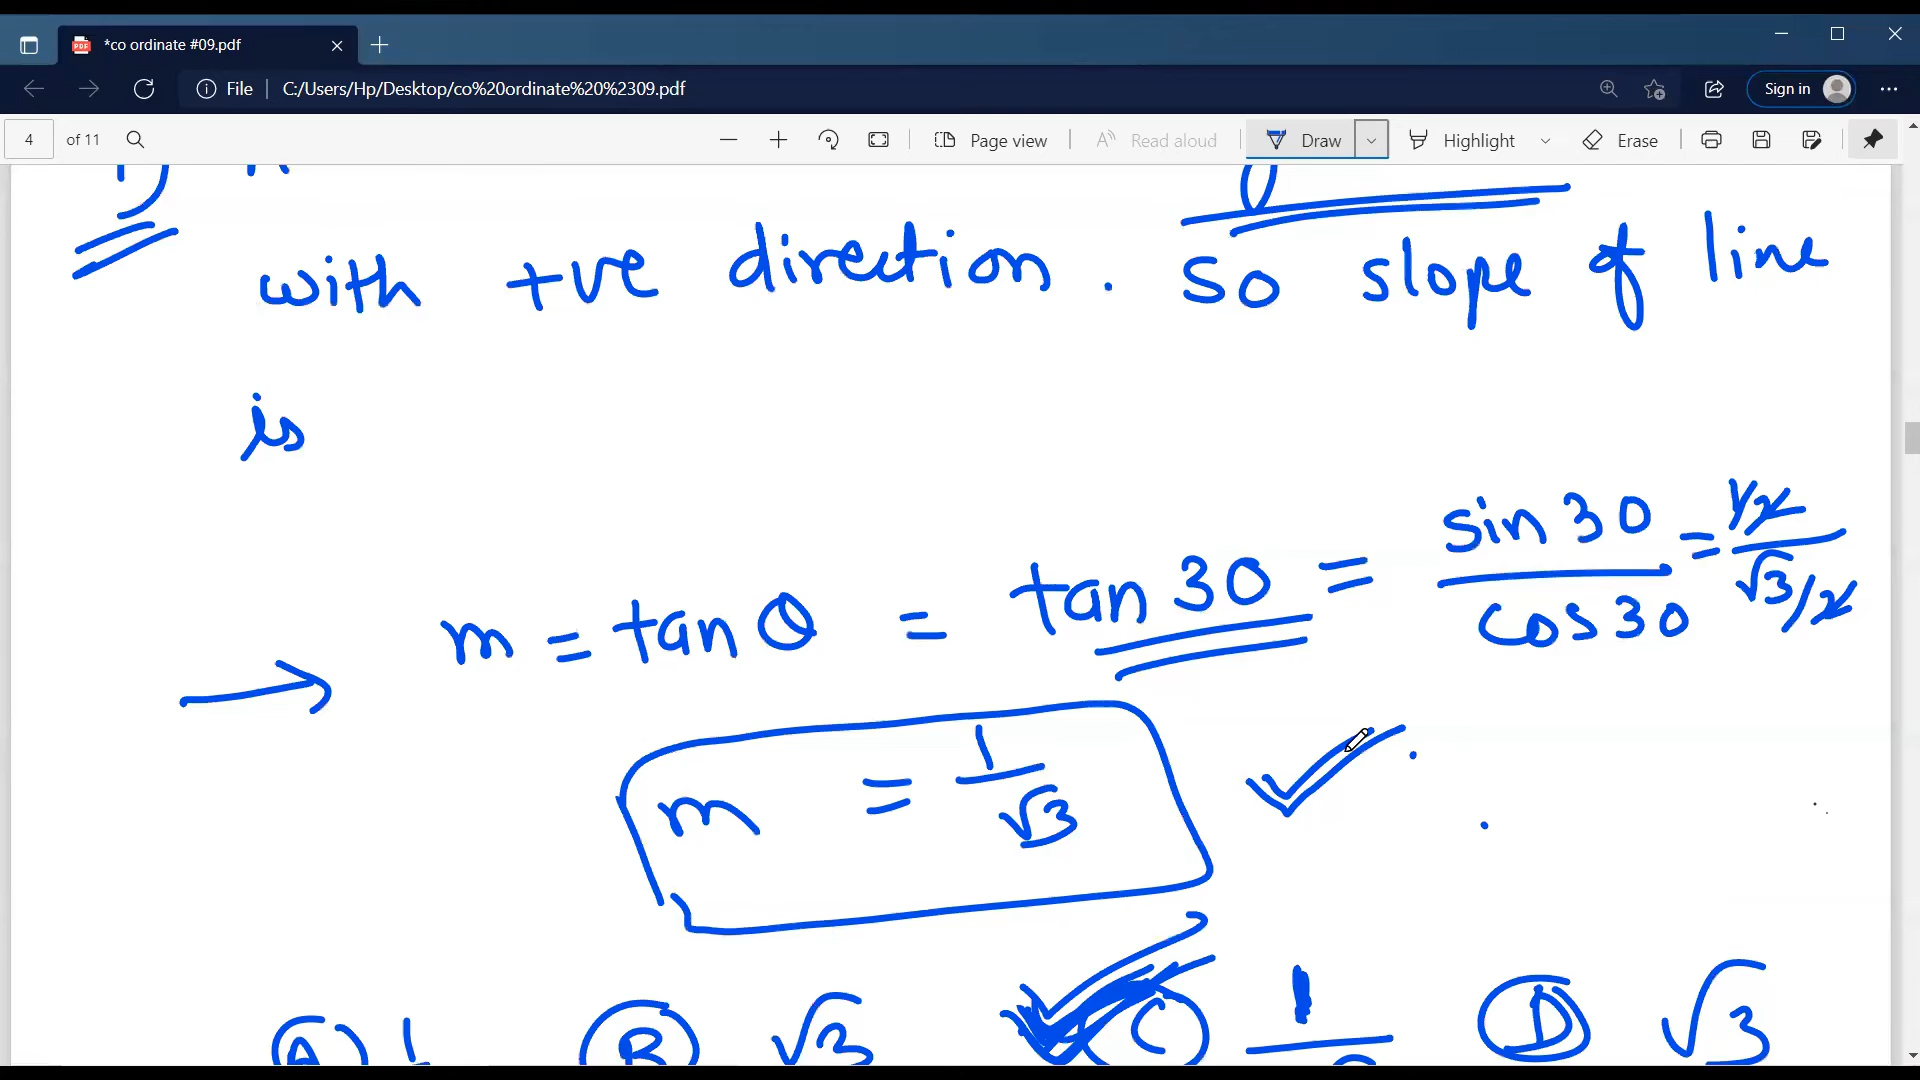 *co ordinate #09.pdf
File C:/Users/Hp/Desktop/co%20ordinate%20%2309.pdf Sign in
4 of 11 Page view Read aloud Draw Highlight Erase
with +ve direction. so slope of line
is
m = tan θ = tan 30 = sin 30 / cos 30 = 1/2 / √3/2
m = 1/√3
(A) 1 (B) √3 (C) 1 (D) √3